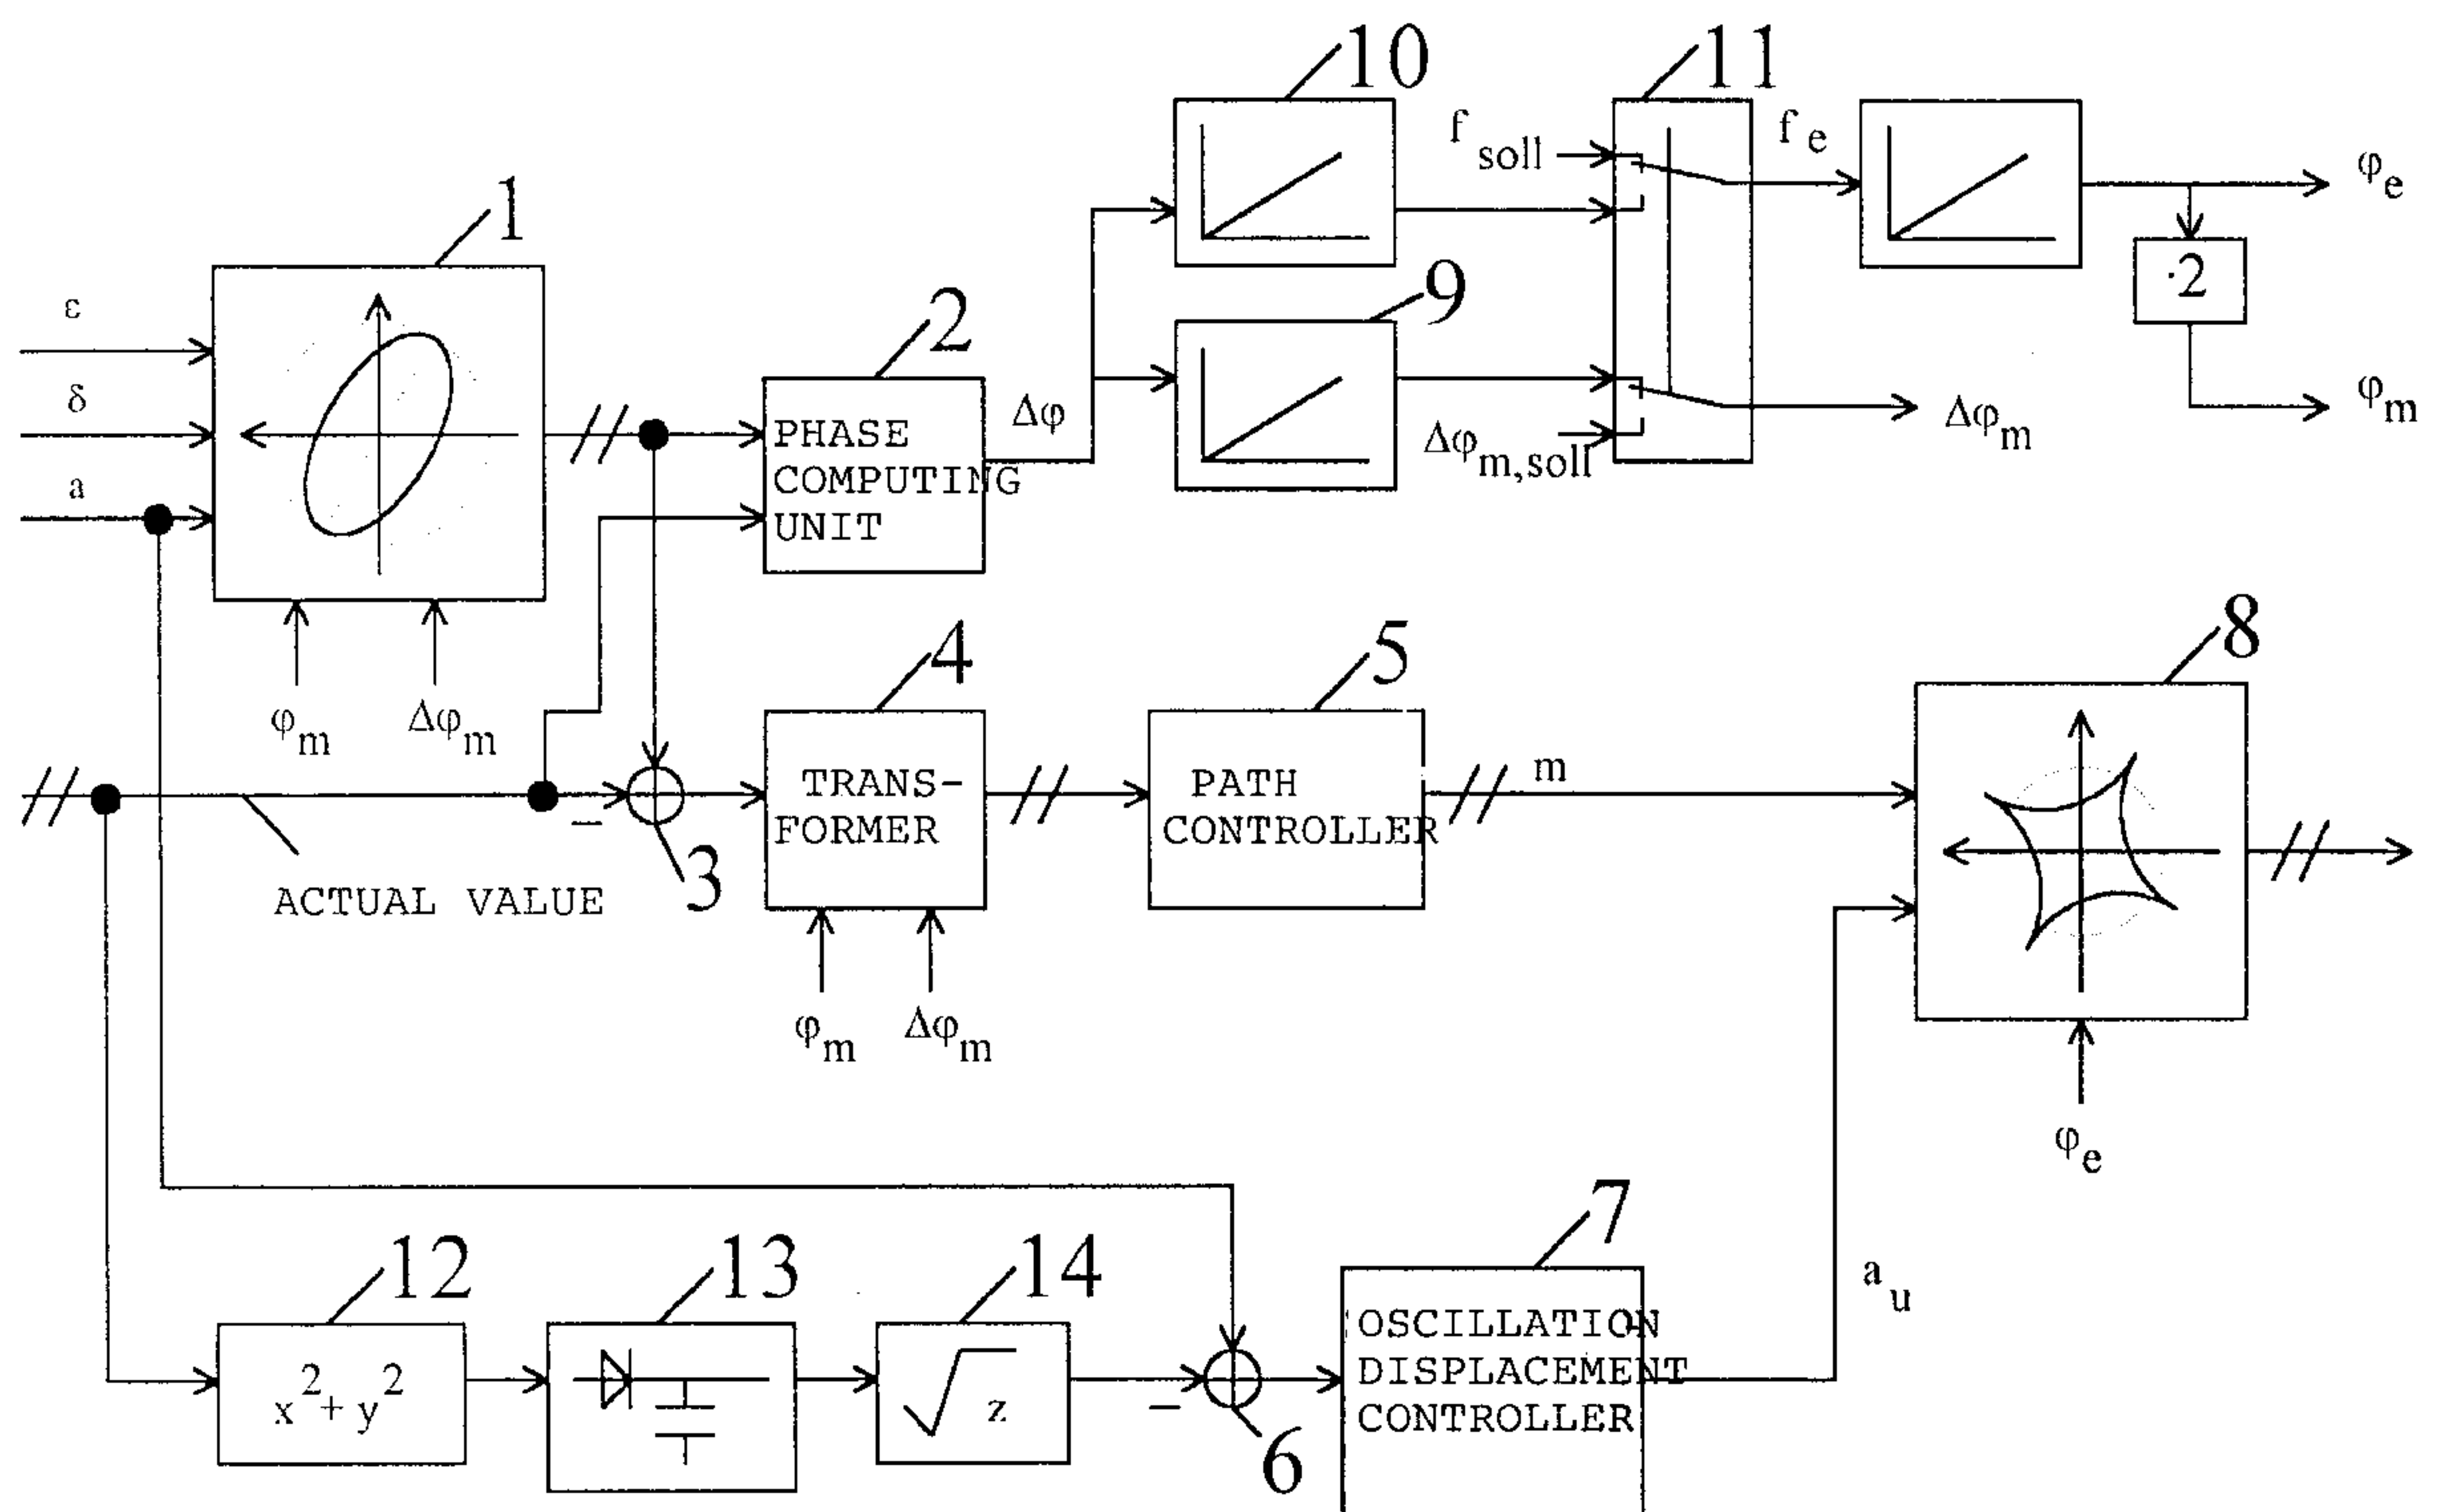 10
11
f soll
f e
φe
1
ε
9
·2
2
δ
φm
Δφ
PHASE
COMPUTING
UNIT
Δφm,soll
Δφm
a
8
4
5
φm
Δφm
m
TRANS-
FORMER
PATH
CONTROLLER
–
3
ACTUAL VALUE
φm
Δφm
φe
7
12
13
14
au
OSCILLATION
DISPLACEMENT
CONTROLLER
x²+y²
√z
–
6